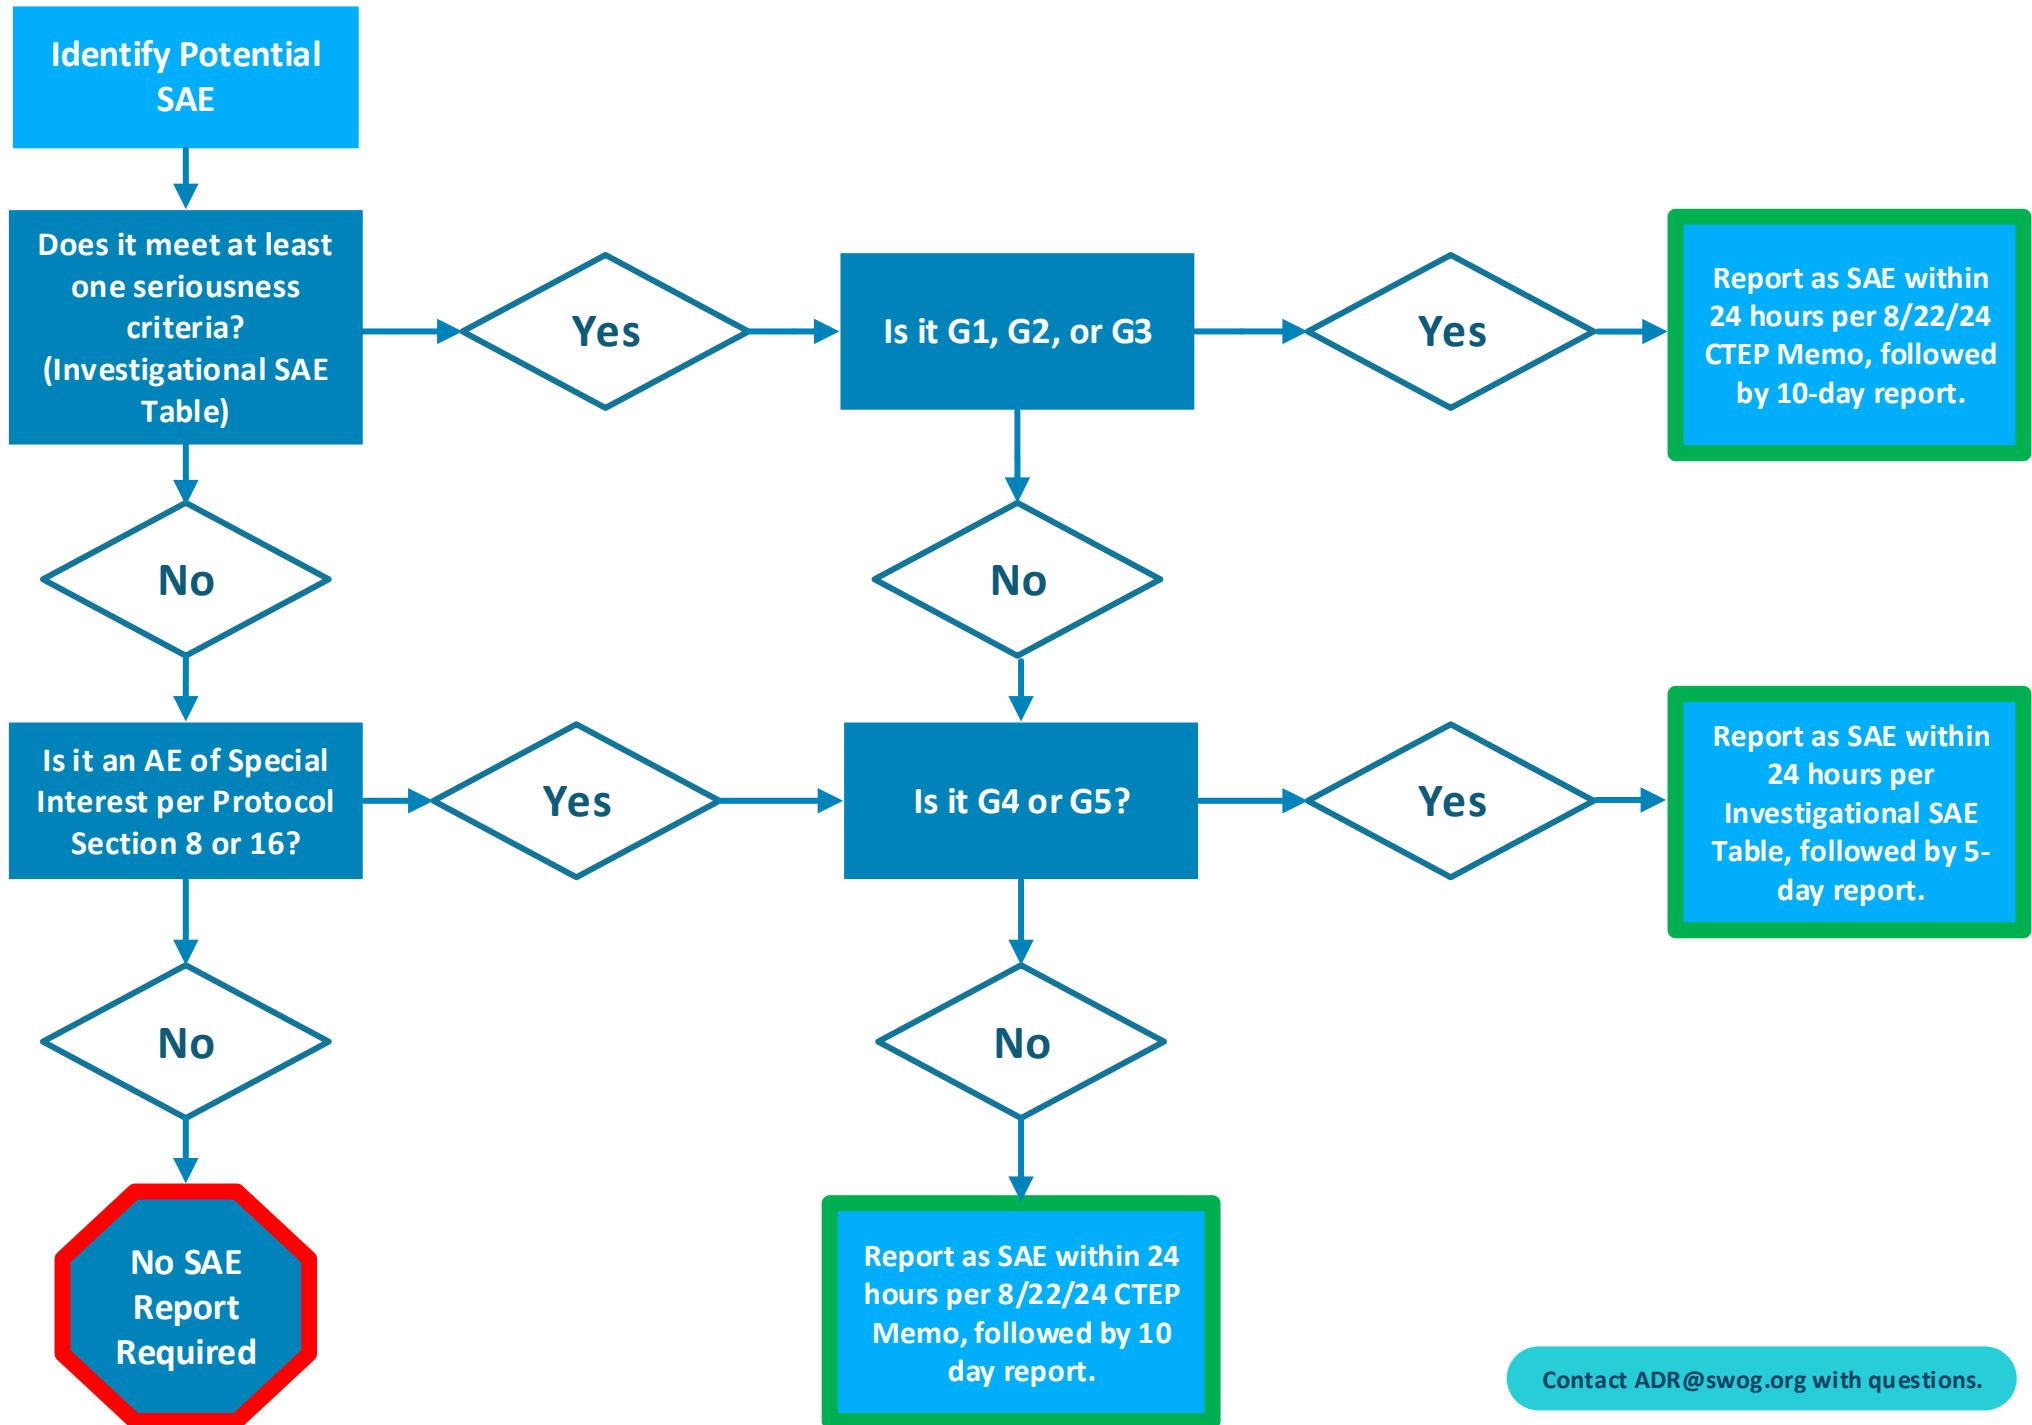 Identify Potential
SAE
Does it meet at least
one seriousness
criteria?
(Investigational SAE
Table)
Yes
Is it G1, G2, or G3
Yes
Report as SAE within
24 hours per 8/22/24
CTEP Memo, followed
by 10-day report.
No
No
Is it an AE of Special
Interest per Protocol
Section 8 or 16?
Yes
Is it G4 or G5?
Yes
Report as SAE within
24 hours per
Investigational SAE
Table, followed by 5-
day report.
No
No
No SAE
Report
Required
Report as SAE within 24
hours per 8/22/24 CTEP
Memo, followed by 10
day report.
Contact ADR@swog.org with questions.